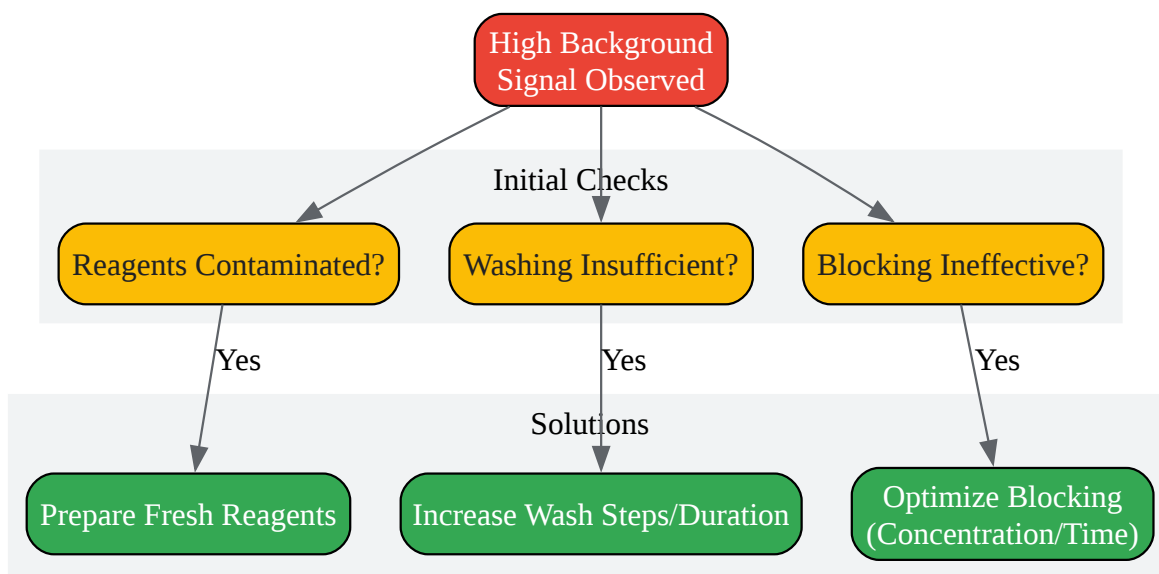 High Background
Signal Observed
Initial Checks
Reagents Contaminated?
Washing Insufficient?
Blocking Ineffective?
Yes
Yes
Yes
Solutions
Prepare Fresh Reagents
Increase Wash Steps/Duration
Optimize Blocking
(Concentration/Time)